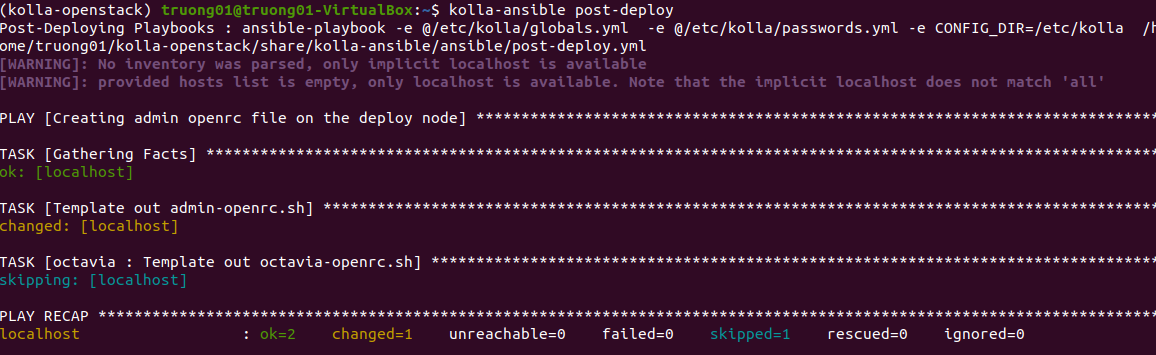 (kolla-openstack) truong01@truong01-VirtualBox:~$ kolla-ansible post-deploy
Post-Deploying Playbooks : ansible-playbook -e @/etc/kolla/globals.yml  -e @/etc/kolla/passwords.yml -e CONFIG_DIR=/etc/kolla  /h
ome/truong01/kolla-openstack/share/kolla-ansible/ansible/post-deploy.yml
[WARNING]: No inventory was parsed, only implicit localhost is available
[WARNING]: provided hosts list is empty, only localhost is available. Note that the implicit localhost does not match 'all'
PLAY [Creating admin openrc file on the deploy node] ****************************************************************************
TASK [Gathering Facts] **********************************************************************************************************
ok: [localhost]
TASK [Template out admin-openrc.sh] *********************************************************************************************
changed: [localhost]
TASK [octavia : Template out octavia-openrc.sh] *********************************************************************************
skipping: [localhost]
PLAY RECAP **********************************************************************************************************************
localhost                  : ok=2    changed=1    unreachable=0    failed=0    skipped=1    rescued=0    ignored=0